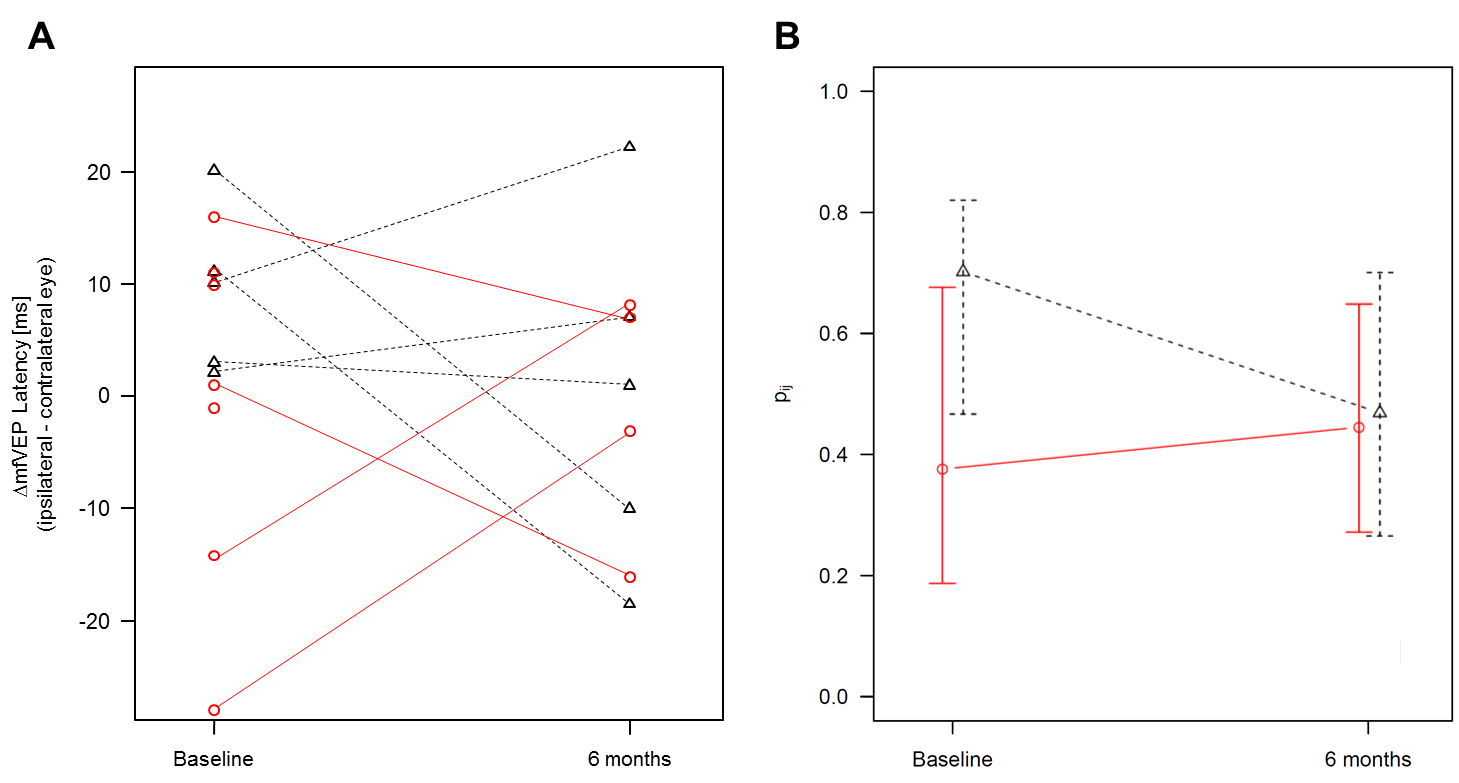 A
20
10
0
-10
-20
ΔmfVEP Latency [ms]
(ipsilateral - contralateral eye)
Baseline
6 months
B
1.0
0.8
0.6
0.4
0.2
0.0
pij
Baseline
6 months